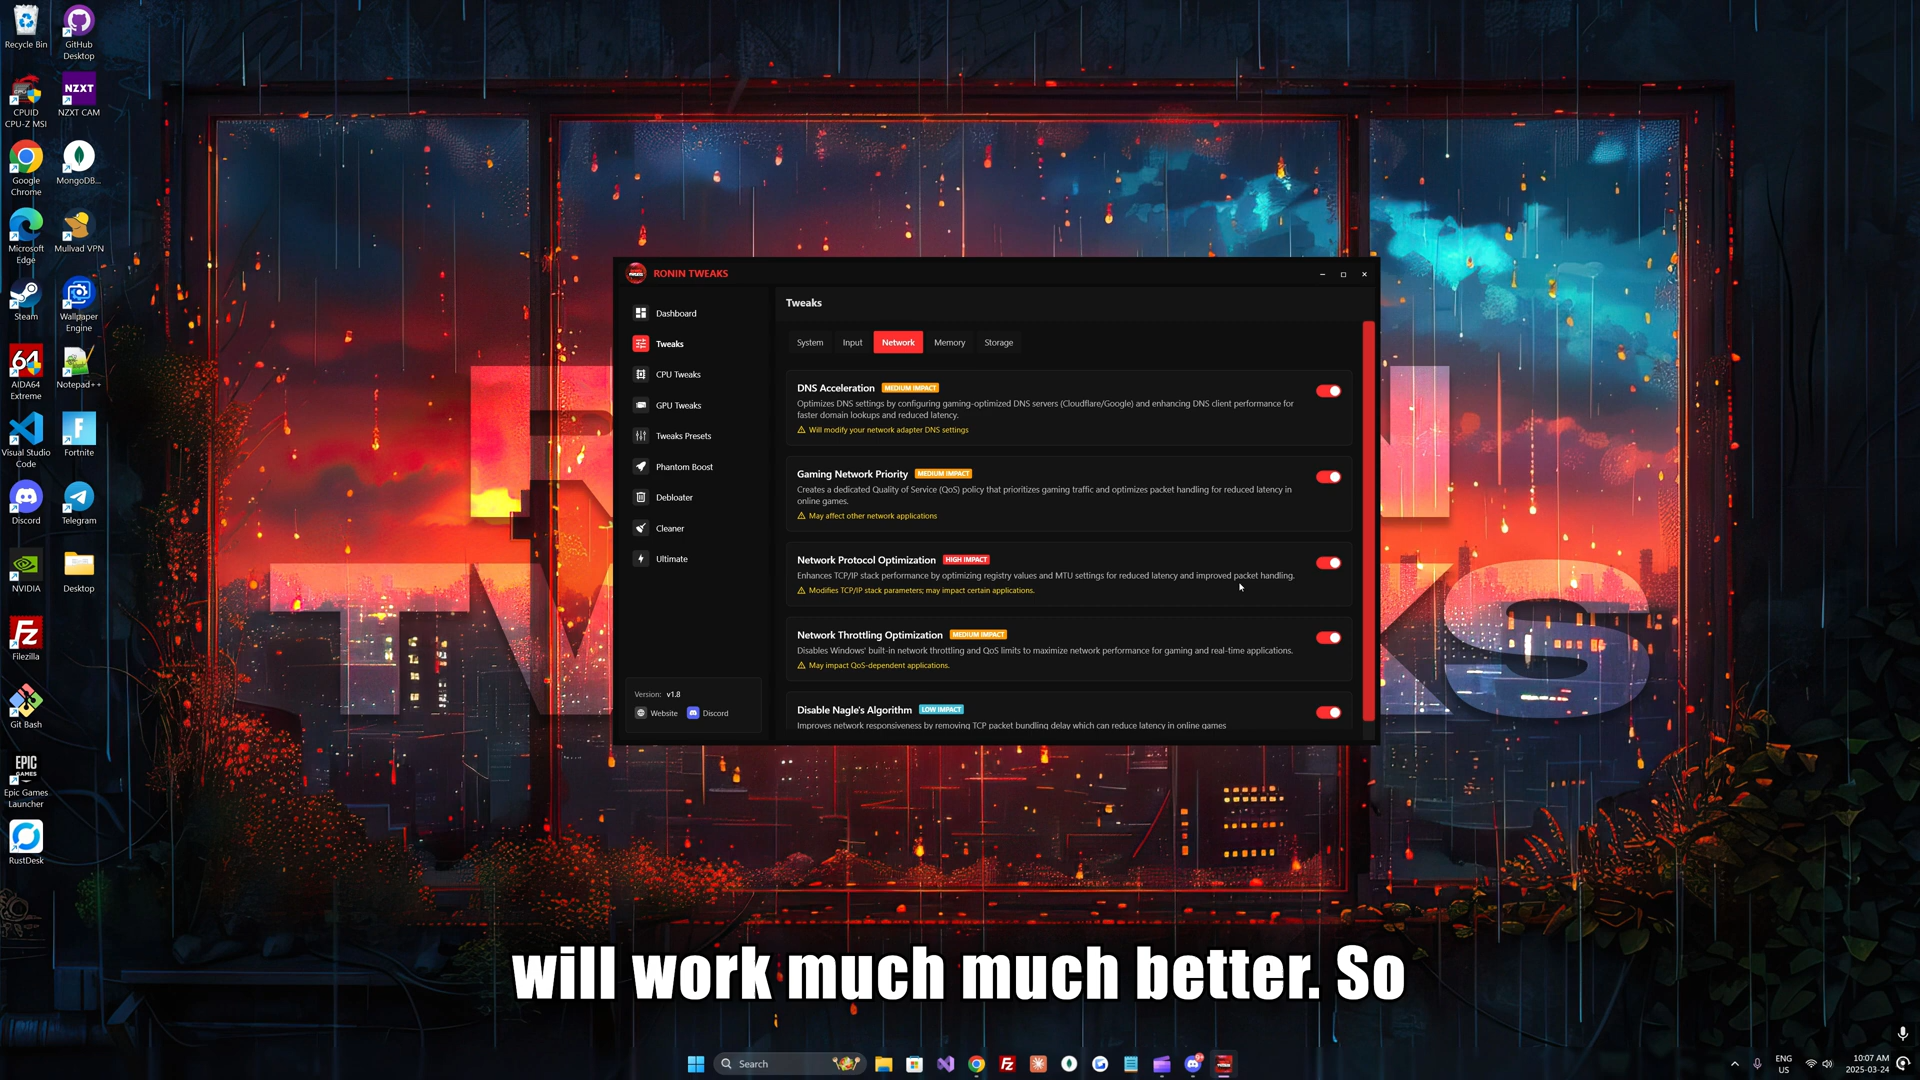 Recycle Bin
GitHub
Desktop
CPUID
CPU-Z MSI
NZXT
NZXT CAM
Google
Chrome
MongoDB...
Microsoft
Edge
Mullvad VPN
Steam
Wallpaper
Engine
64
AIDA64
Extreme
Notepad++
Visual Studio
Code
Fortnite
Discord
Telegram
NVIDIA
Desktop
Filezilla
Git Bash
EPIC
GAMES
Epic Games
Launcher
RustDesk
RONIN TWEAKS
Dashboard
Tweaks
CPU Tweaks
GPU Tweaks
Tweaks Presets
Phantom Boost
Debloater
Cleaner
Ultimate
Version: v1.8
Website Discord
Tweaks
System Input Network Memory Storage
DNS Acceleration MEDIUM IMPACT
Optimizes DNS settings by configuring gaming-optimized DNS servers (Cloudflare/Google) and enhancing DNS client performance for
faster domain lookups and reduced latency.
Will modify your network adapter DNS settings
Gaming Network Priority MEDIUM IMPACT
Creates a dedicated Quality of Service (QoS) policy that prioritizes gaming traffic and optimizes packet handling for reduced latency in
online games.
May affect other network applications
Network Protocol Optimization HIGH IMPACT
Enhances TCP/IP stack performance by optimizing registry values and MTU settings for reduced latency and improved packet handling.
Modifies TCP/IP stack parameters; may impact certain applications.
Network Throttling Optimization MEDIUM IMPACT
Disables Windows' built-in network throttling and QoS limits to maximize network performance for gaming and real-time applications.
May impact QoS-dependent applications.
Disable Nagle's Algorithm LOW IMPACT
Improves network responsiveness by removing TCP packet bundling delay which can reduce latency in online games
will work much much better. So
Search
ENG
US
10:07 AM
2025-03-24